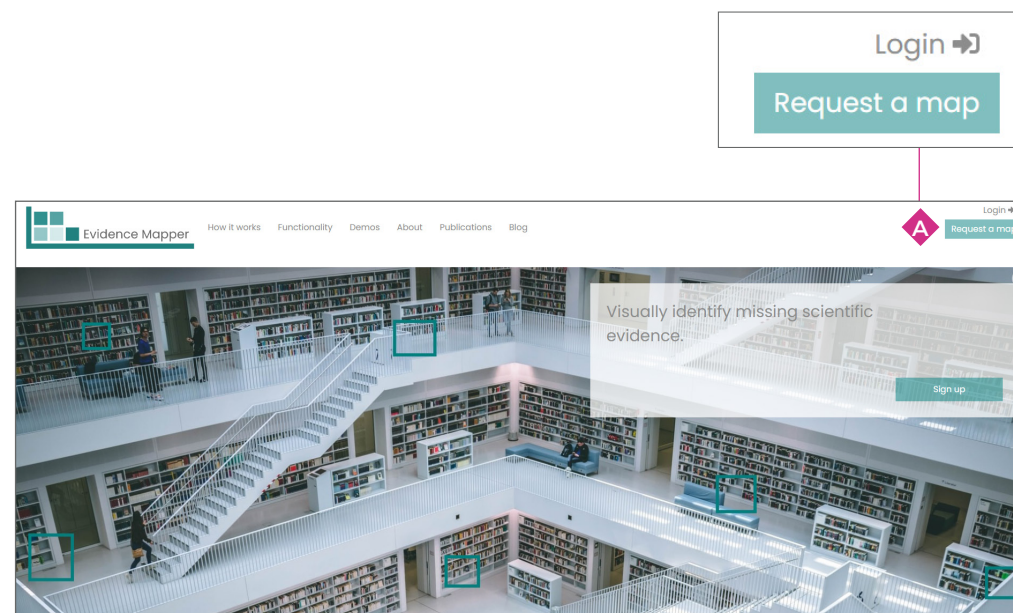 Login
Request a map
Evidence Mapper
How it works Functionality Demos About Publications Blog
A
Login
Request a map
Visually identify missing scientific
evidence.
Sign up